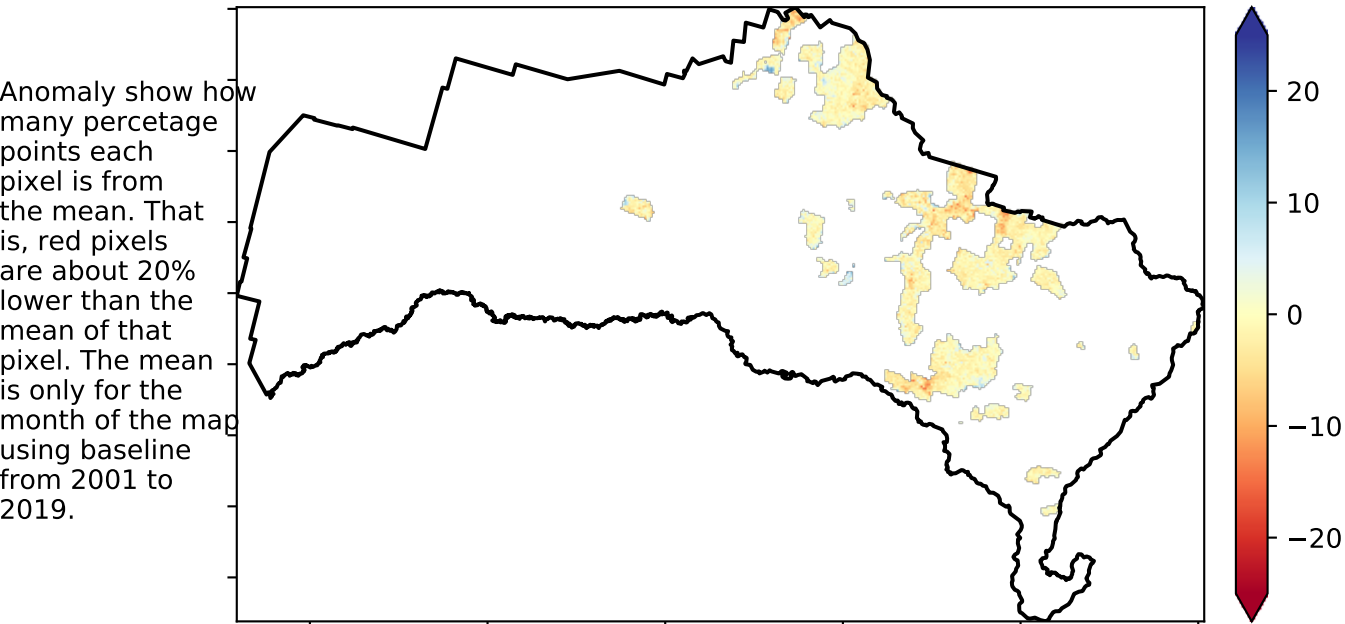 Anomaly show how
many percetage
points each
pixel is from
the mean. That
is, red pixels
are about 20%
lower than the
mean of that
pixel. The mean
is only for the
month of the map
using baseline
from 2001 to
2019.
20
10
0
−10
−20